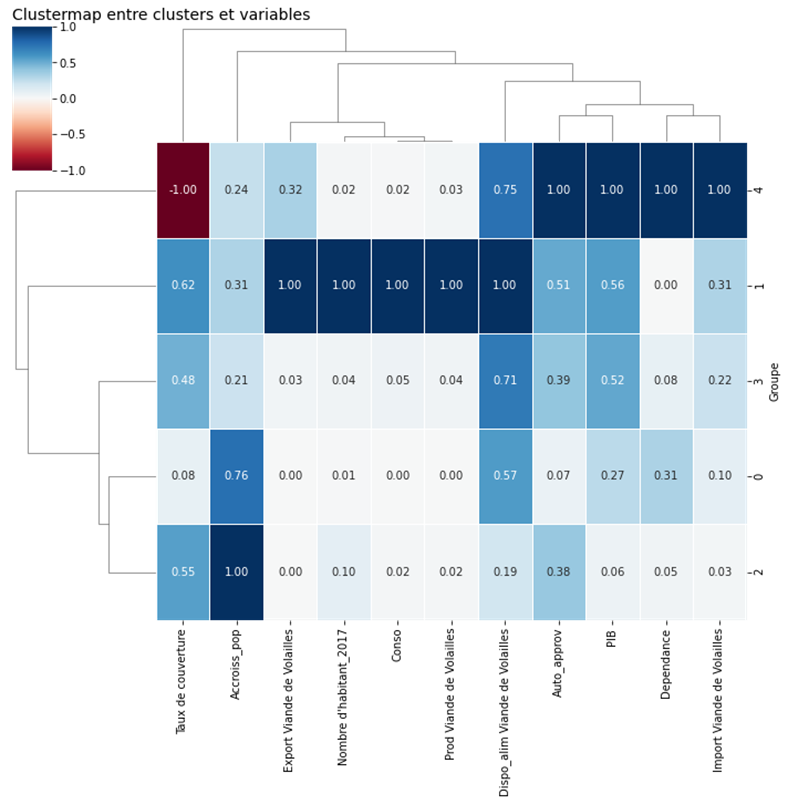 Clustermap entre clusters et variables
1.0
0.5
0.0
−0.5
−1.0
-1.00 0.24 0.32 0.02 0.02 0.03 0.75 1.00 1.00 1.00 1.00 4
0.62 0.31 1.00 1.00 1.00 1.00 1.00 0.51 0.56 0.00 0.31 1
0.48 0.21 0.03 0.04 0.05 0.04 0.71 0.39 0.52 0.08 0.22 3
Groupe
0.08 0.76 0.00 0.01 0.00 0.00 0.57 0.07 0.27 0.31 0.10 0
0.55 1.00 0.00 0.10 0.02 0.02 0.19 0.38 0.06 0.05 0.03 2
Taux de couverture
Accroiss_pop
Export Viande de Volailles
Nombre d'habitant_2017
Conso
Prod Viande de Volailles
Dispo_alim Viande de Volailles
Auto_approv
PIB
Dependance
Import Viande de Volailles